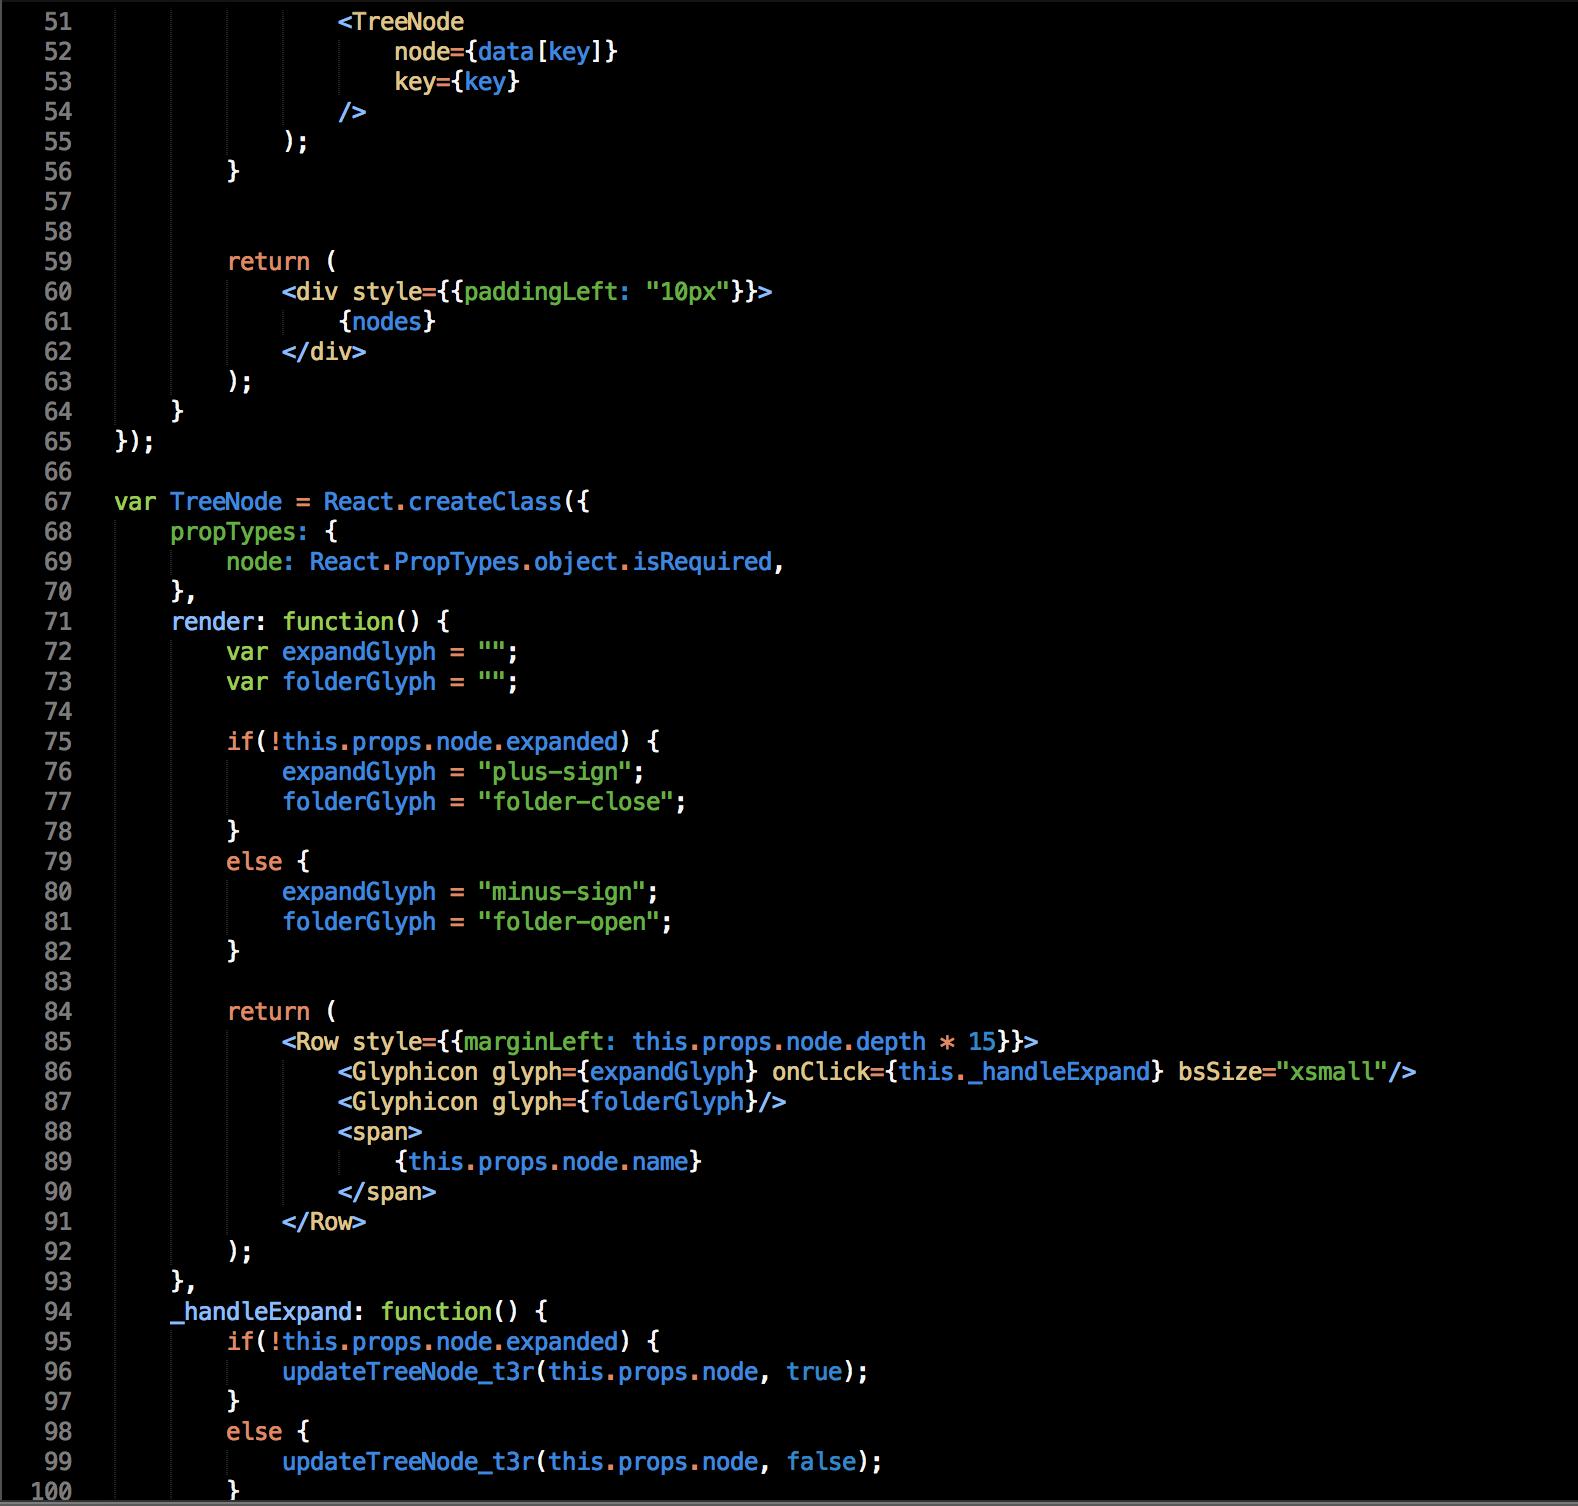 51                 <TreeNode
52                     node={data[key]}
53                     key={key}
54                 />
55             );
56         }
57
58
59         return (
60             <div style={{paddingLeft: "10px"}}>
61                 {nodes}
62             </div>
63         );
64     }
65 });
66
67 var TreeNode = React.createClass({
68     propTypes: {
69         node: React.PropTypes.object.isRequired,
70     },
71     render: function() {
72         var expandGlyph = "";
73         var folderGlyph = "";
74
75         if(!this.props.node.expanded) {
76             expandGlyph = "plus-sign";
77             folderGlyph = "folder-close";
78         }
79         else {
80             expandGlyph = "minus-sign";
81             folderGlyph = "folder-open";
82         }
83
84         return (
85             <Row style={{marginLeft: this.props.node.depth * 15}}>
86                 <Glyphicon glyph={expandGlyph} onClick={this._handleExpand} bsSize="xsmall"/>
87                 <Glyphicon glyph={folderGlyph}/>
88                 <span>
89                     {this.props.node.name}
90                 </span>
91             </Row>
92         );
93     },
94     _handleExpand: function() {
95         if(!this.props.node.expanded) {
96             updateTreeNode_t3r(this.props.node, true);
97         }
98         else {
99             updateTreeNode_t3r(this.props.node, false);
100         }